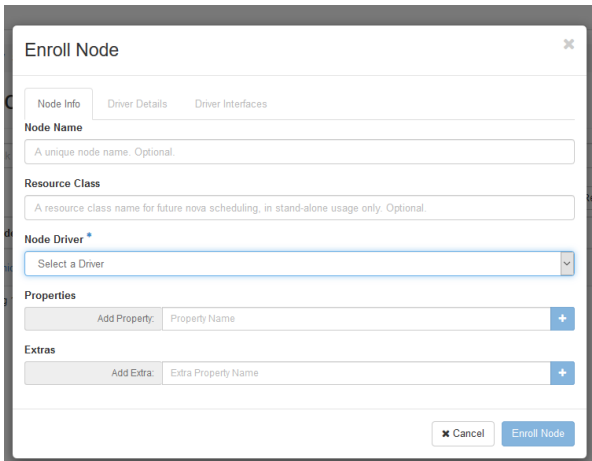 Enroll Node
×
Node Info Driver Details Driver Interfaces
Node Name
A unique node name. Optional.
Resource Class
A resource class name for future nova scheduling, in stand-alone usage only. Optional.
Node Driver *
Select a Driver
Properties
Add Property: Property Name +
Extras
Add Extra: Extra Property Name +
× Cancel Enroll Node